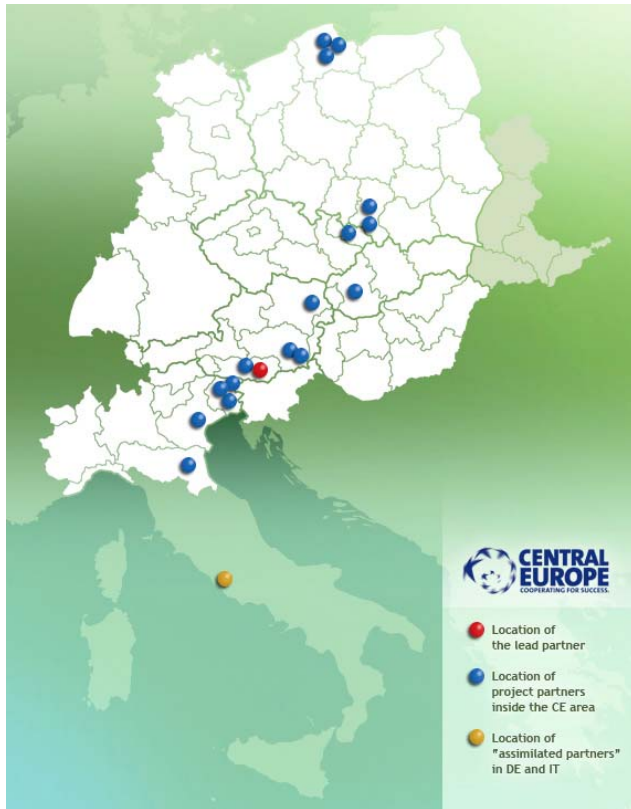 CENTRAL
EUROPE
COOPERATING FOR SUCCESS.
Location of
the lead partner
Location of
project partners
inside the CE area
Location of
"assimilated partners"
in DE and IT